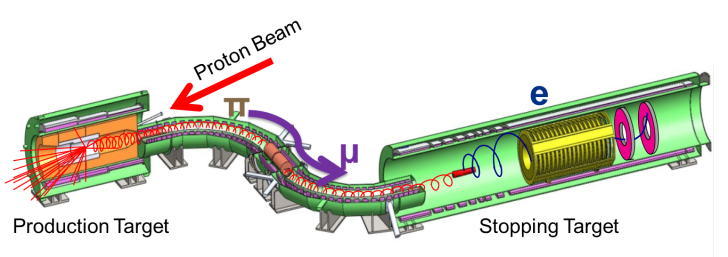 Proton Beam
π
μ
e
Production Target
Stopping Target